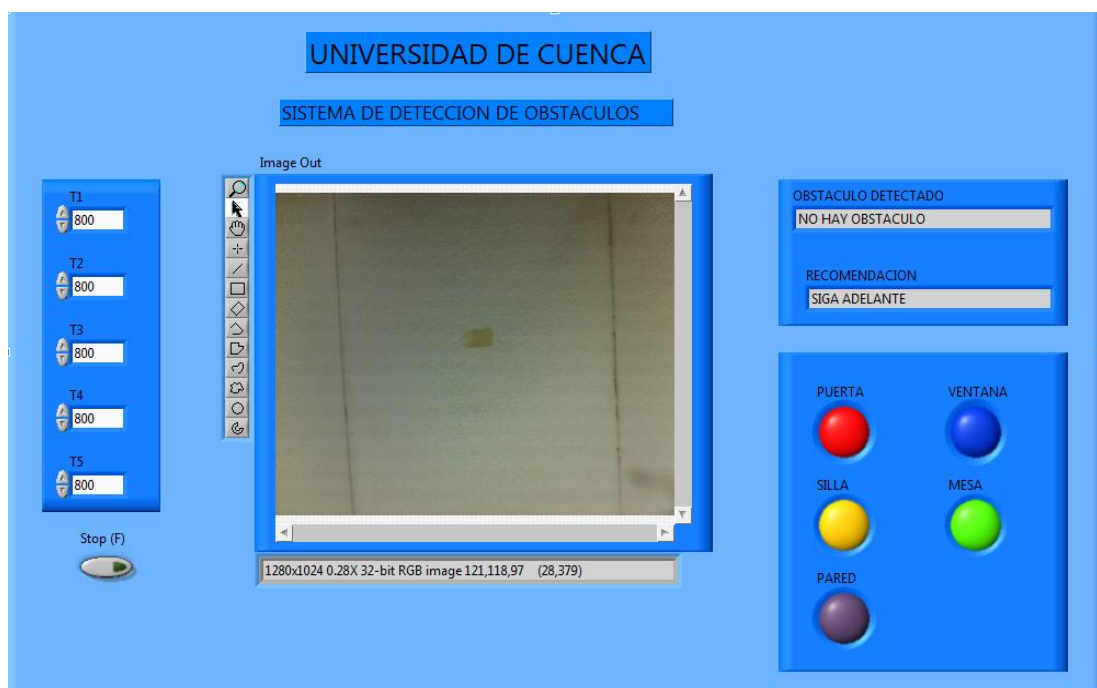 UNIVERSIDAD DE CUENCA
SISTEMA DE DETECCION DE OBSTACULOS
Image Out
T1
800
T2
800
T3
800
T4
800
T5
800
Stop (F)
1280x1024 0.28X 32-bit RGB image 121,118,97 (28,379)
OBSTACULO DETECTADO
NO HAY OBSTACULO
RECOMENDACION
SIGA ADELANTE
PUERTA VENTANA
SILLA MESA
PARED